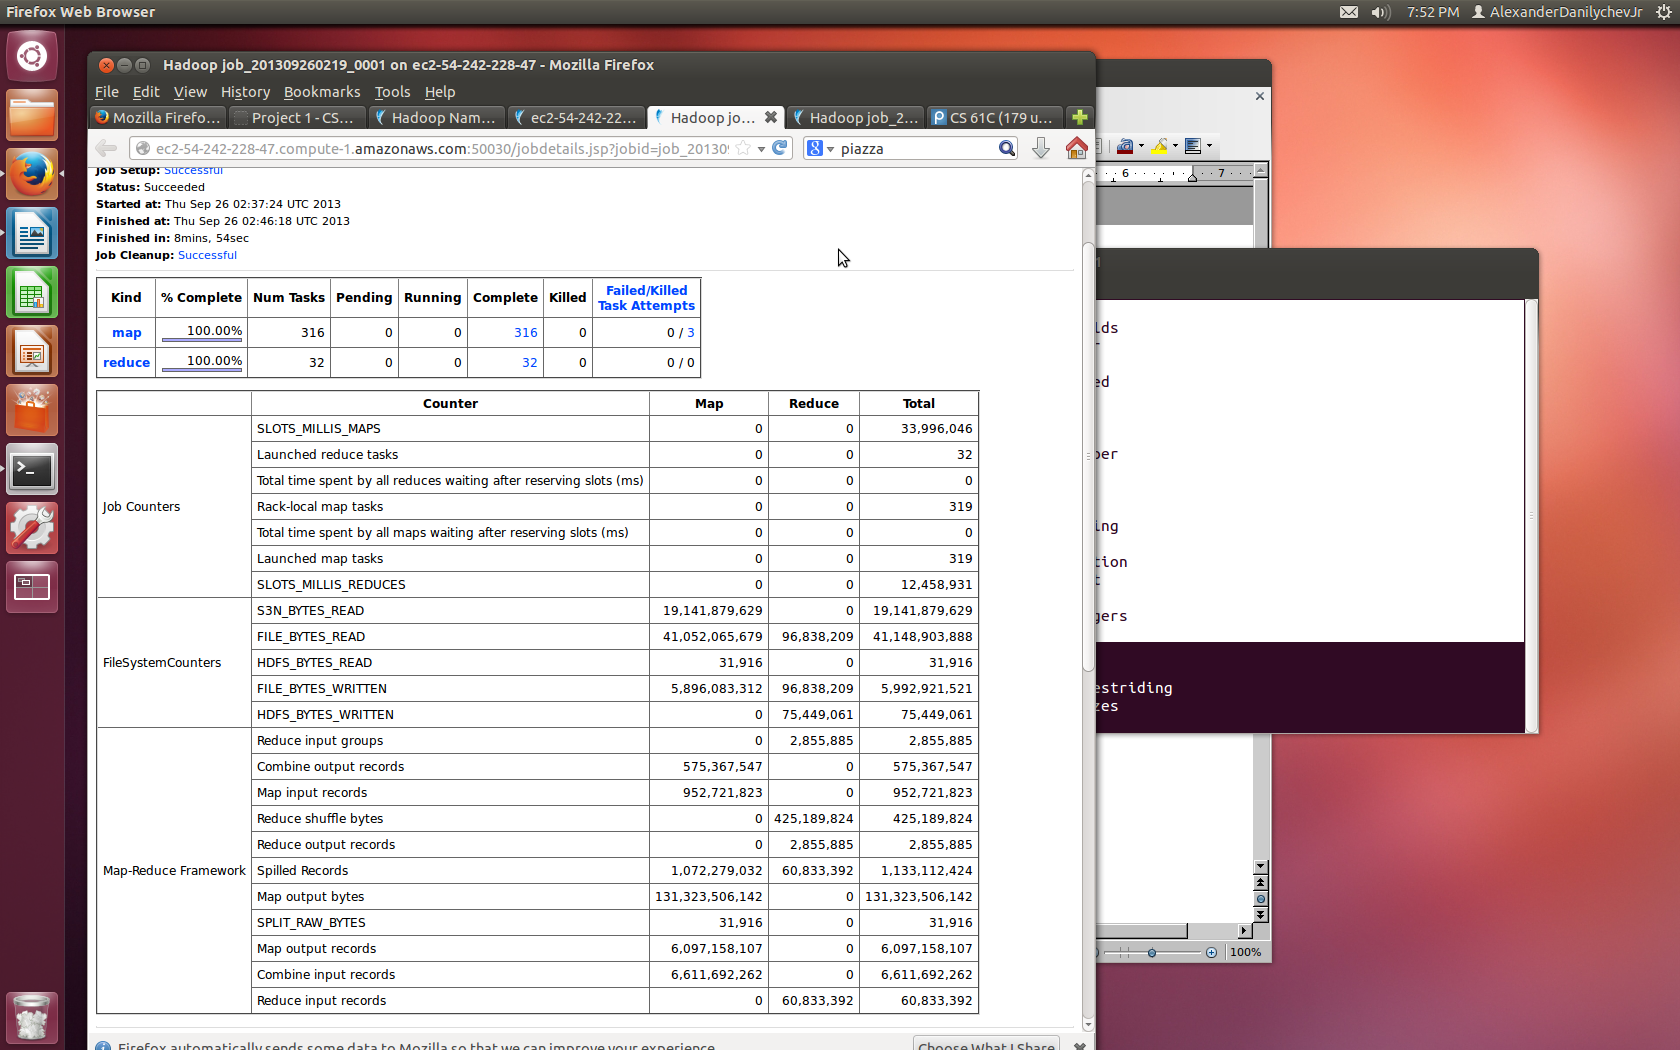 Firefox Web Browser
7:52 PM AlexanderDanilychevJr
Hadoop job_201309260219_0001 on ec2-54-242-228-47 - Mozilla Firefox
File Edit View History Bookmarks Tools Help
Mozilla Firefo... Project 1 - CS... Hadoop Nam... ec2-54-242-22... Hadoop jo... Hadoop job_2... CS 61C (179 u...
ec2-54-242-228-47.compute-1.amazonaws.com:50030/jobdetails.jsp?jobid=job_20130 piazza
6 7
Job Setup: Successful
Status: Succeeded
Started at: Thu Sep 26 02:37:24 UTC 2013
Finished at: Thu Sep 26 02:46:18 UTC 2013
Finished in: 8mins, 54sec
Job Cleanup: Successful
Kind % Complete Num Tasks Pending Running Complete Killed Failed/Killed Task Attempts
map 100.00% 316 0 0 316 0 0 / 3
reduce 100.00% 32 0 0 32 0 0 / 0
Counter Map Reduce Total
Job Counters
SLOTS_MILLIS_MAPS 0 0 33,996,046
Launched reduce tasks 0 0 32
Total time spent by all reduces waiting after reserving slots (ms) 0 0 0
Rack-local map tasks 0 0 319
Total time spent by all maps waiting after reserving slots (ms) 0 0 0
Launched map tasks 0 0 319
SLOTS_MILLIS_REDUCES 0 0 12,458,931
FileSystemCounters
S3N_BYTES_READ 19,141,879,629 0 19,141,879,629
FILE_BYTES_READ 41,052,065,679 96,838,209 41,148,903,888
HDFS_BYTES_READ 31,916 0 31,916
FILE_BYTES_WRITTEN 5,896,083,312 96,838,209 5,992,921,521
HDFS_BYTES_WRITTEN 0 75,449,061 75,449,061
Map-Reduce Framework
Reduce input groups 0 2,855,885 2,855,885
Combine output records 575,367,547 0 575,367,547
Map input records 952,721,823 0 952,721,823
Reduce shuffle bytes 0 425,189,824 425,189,824
Reduce output records 0 2,855,885 2,855,885
Spilled Records 1,072,279,032 60,833,392 1,133,112,424
Map output bytes 131,323,506,142 0 131,323,506,142
SPLIT_RAW_BYTES 31,916 0 31,916
Map output records 6,097,158,107 0 6,097,158,107
Combine input records 6,611,692,262 0 6,611,692,262
Reduce input records 0 60,833,392 60,833,392
Firefox automatically sends some data to Mozilla so that we can improve your experience. Choose What I Share
lds
ed
per
ing
tion
t
gers
estriding
zes
100%